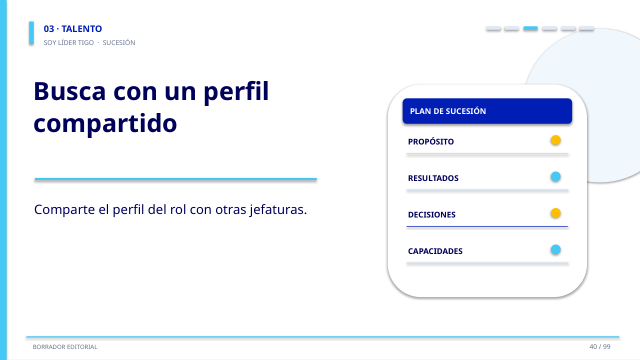 03 · TALENTO
SOY LÍDER TIGO · SUCESIÓN
Busca con un perfil
compartido
Comparte el perfil del rol con otras jefaturas.
PLAN DE SUCESIÓN
PROPÓSITO
RESULTADOS
DECISIONES
CAPACIDADES
BORRADOR EDITORIAL
40 / 99